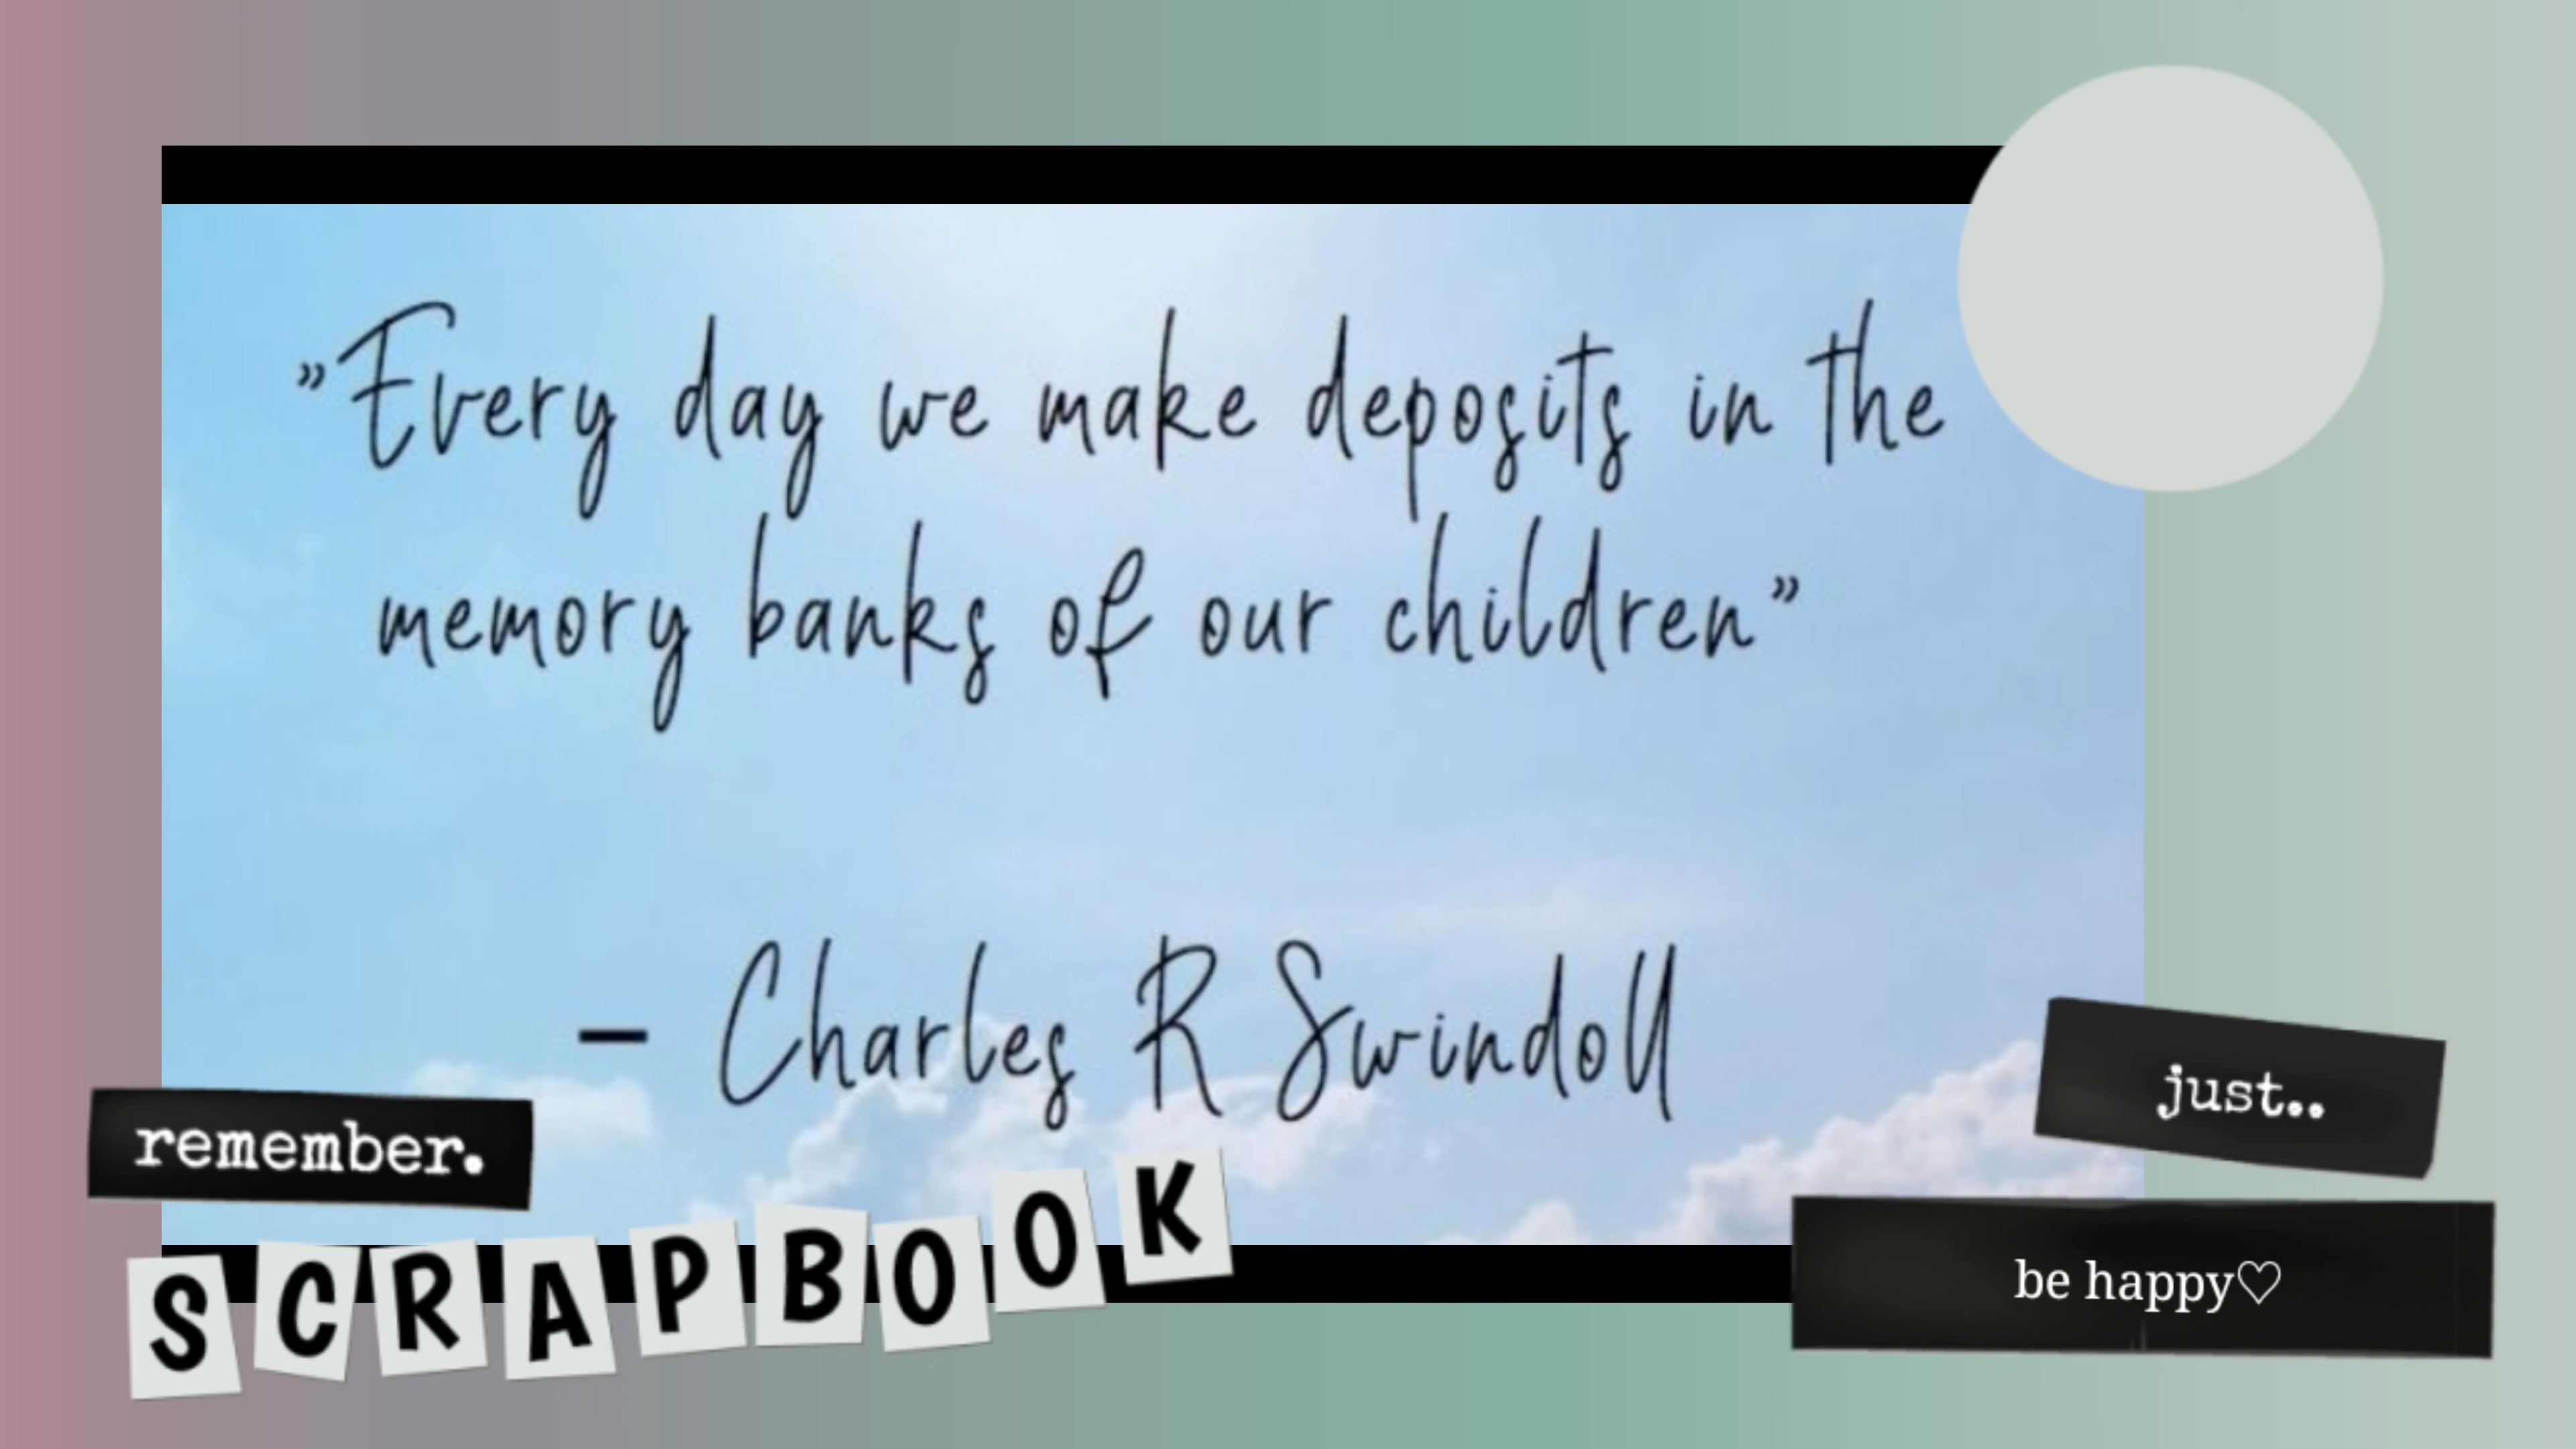 ”Every day we make deposits in the
memory banks of our children”
– Charles R Swindoll
remember.
SCRAPBOOK
just..
be happy♡